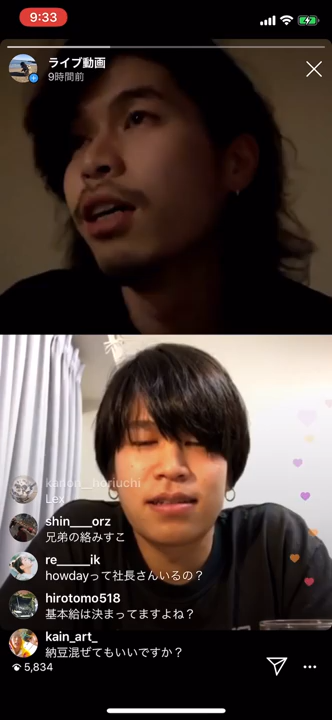 9:33
ライブ動画
9時間前
kanon__horiuchi
Lex
shin____orz
兄弟の絡みすこ
re_____ik
howdayって社長さんいるの？
hirotomo518
基本給は決まってますよね？
kain_art_
納豆混ぜてもいいですか？
5,834